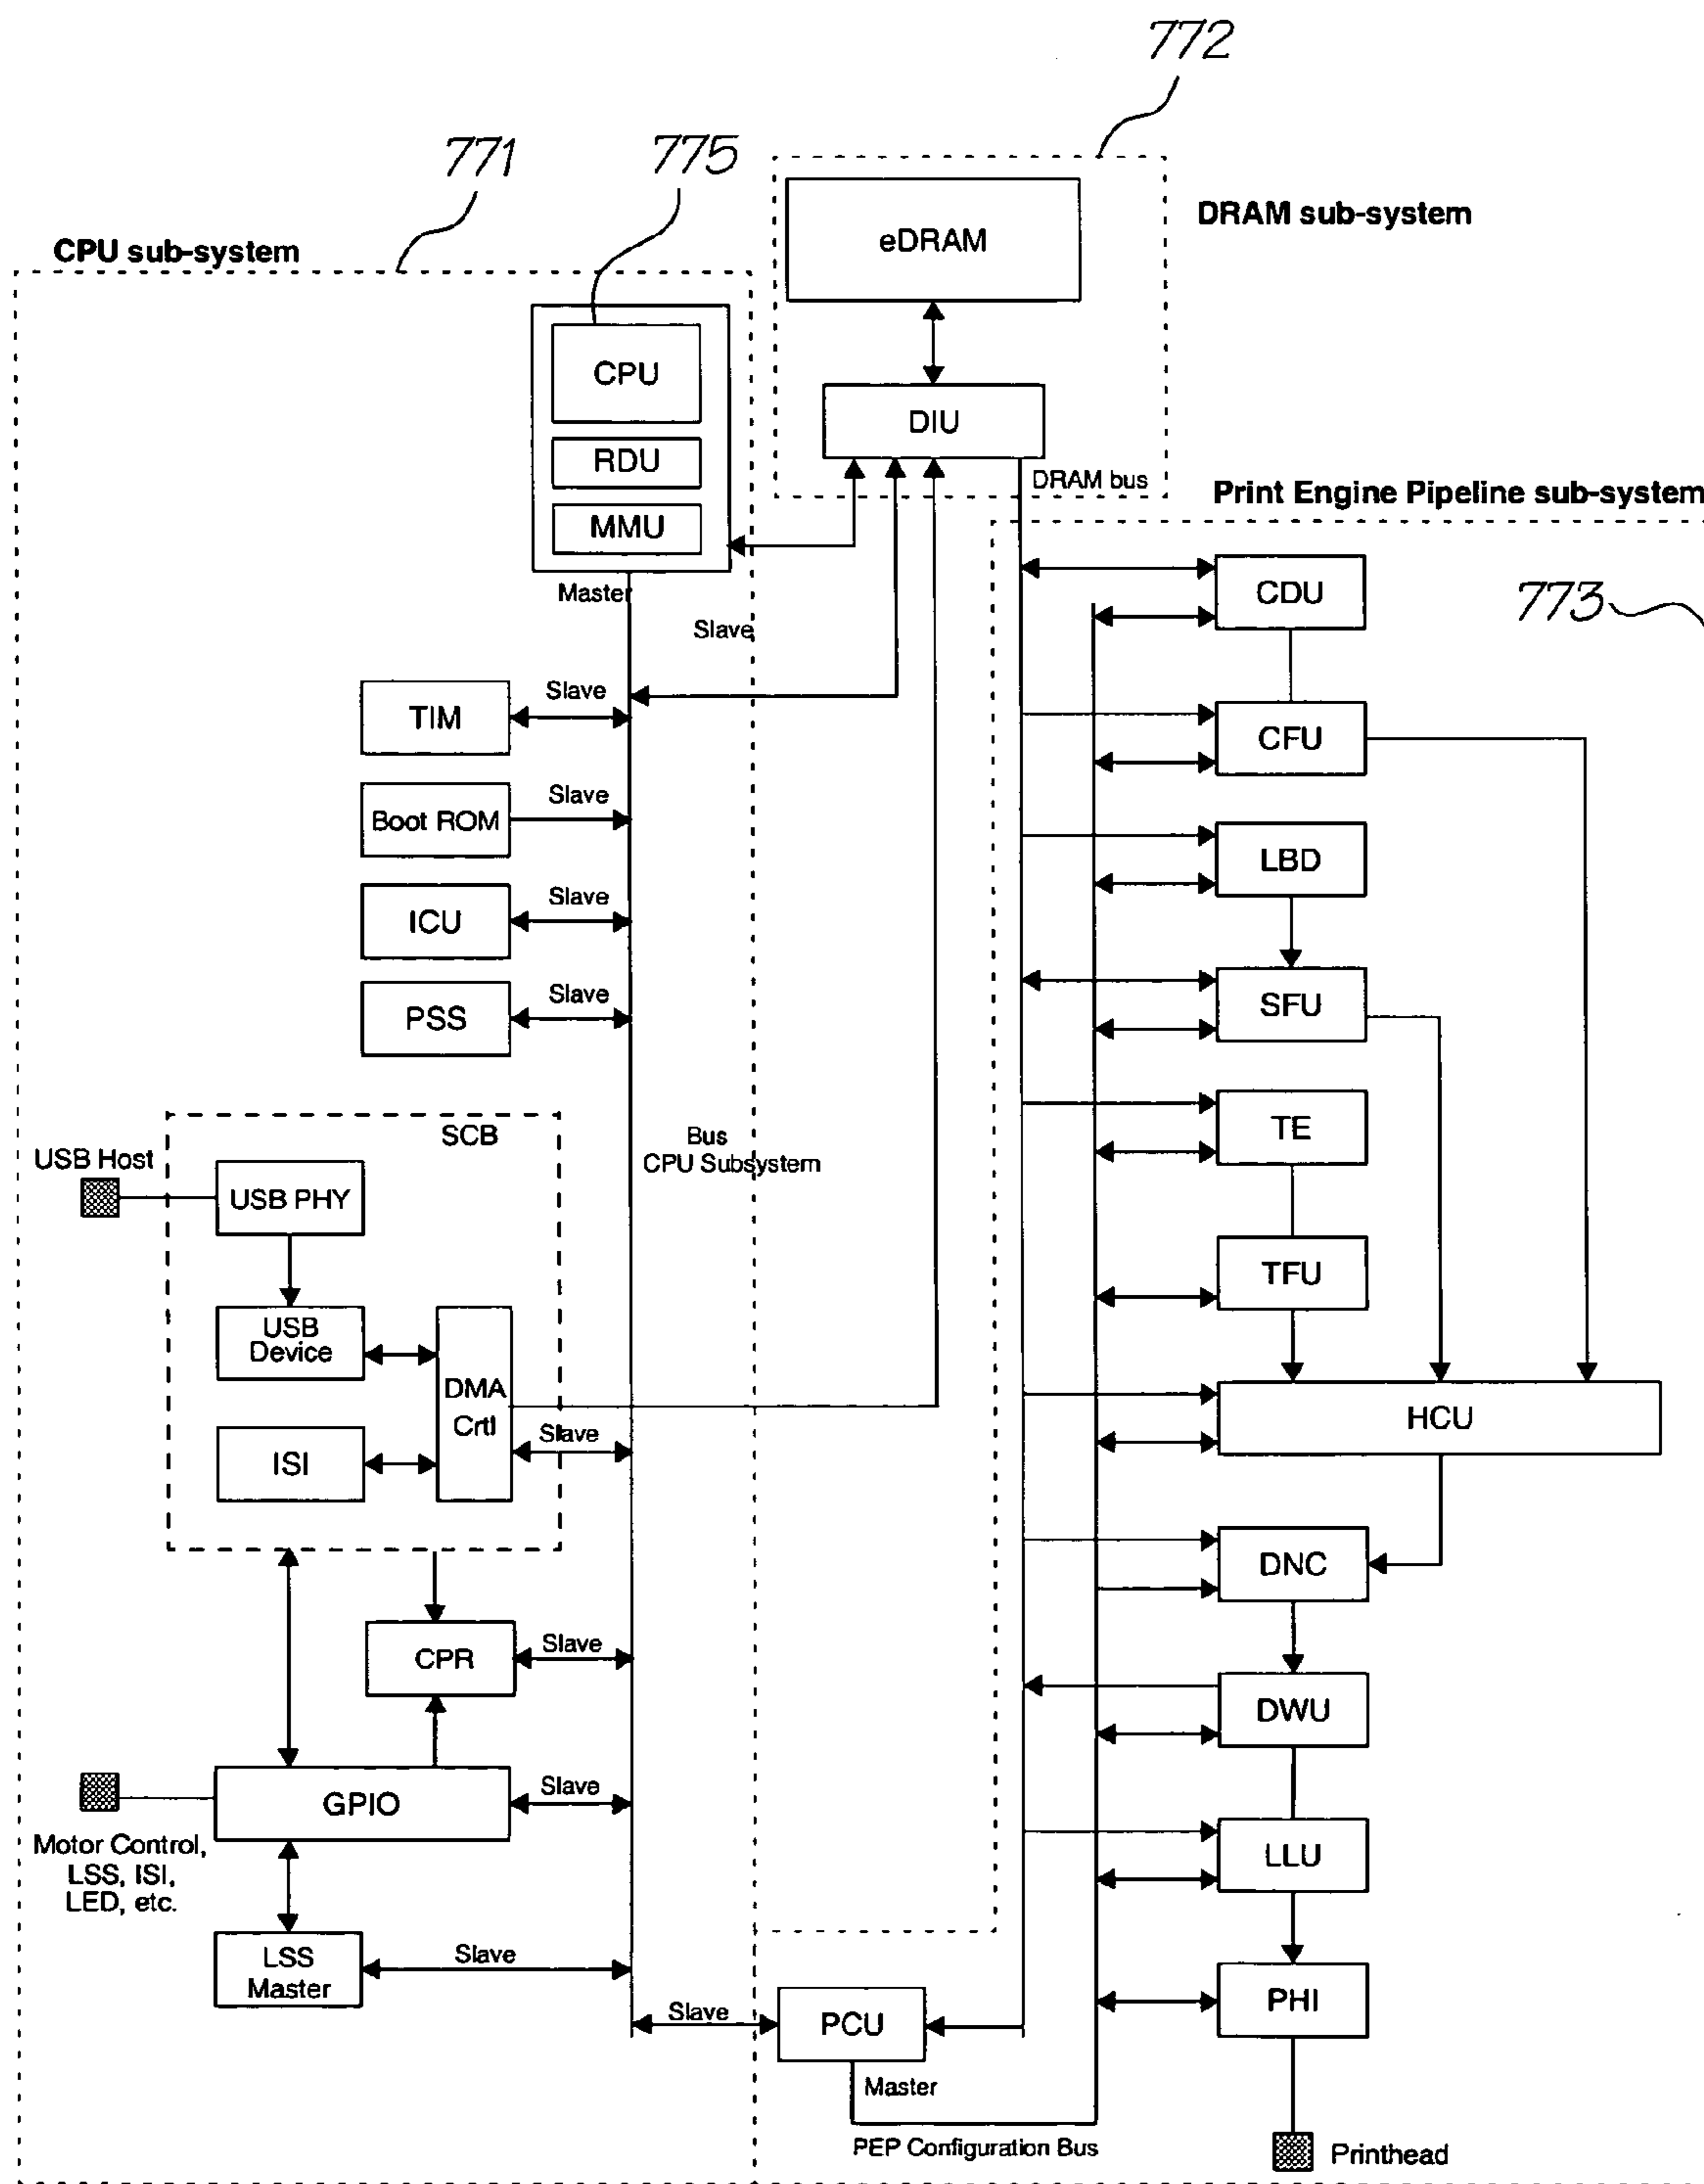 772
771
775
DRAM sub-system
CPU sub-system
eDRAM
CPU
DIU
RDU
DRAM bus
Print Engine Pipeline sub-system
MMU
Master
Slave
CDU
773
TIM
Slave
CFU
Boot ROM
Slave
LBD
ICU
Slave
SFU
PSS
Slave
TE
SCB
Bus
CPU Subsystem
USB Host
USB PHY
TFU
USB
Device
DMA
Crtl
Slave
HCU
ISI
DNC
CPR
Slave
DWU
GPIO
Slave
Motor Control,
LSS, ISI,
LED, etc.
LLU
LSS
Master
Slave
PHI
Slave
PCU
Master
PEP Configuration Bus
Printhead